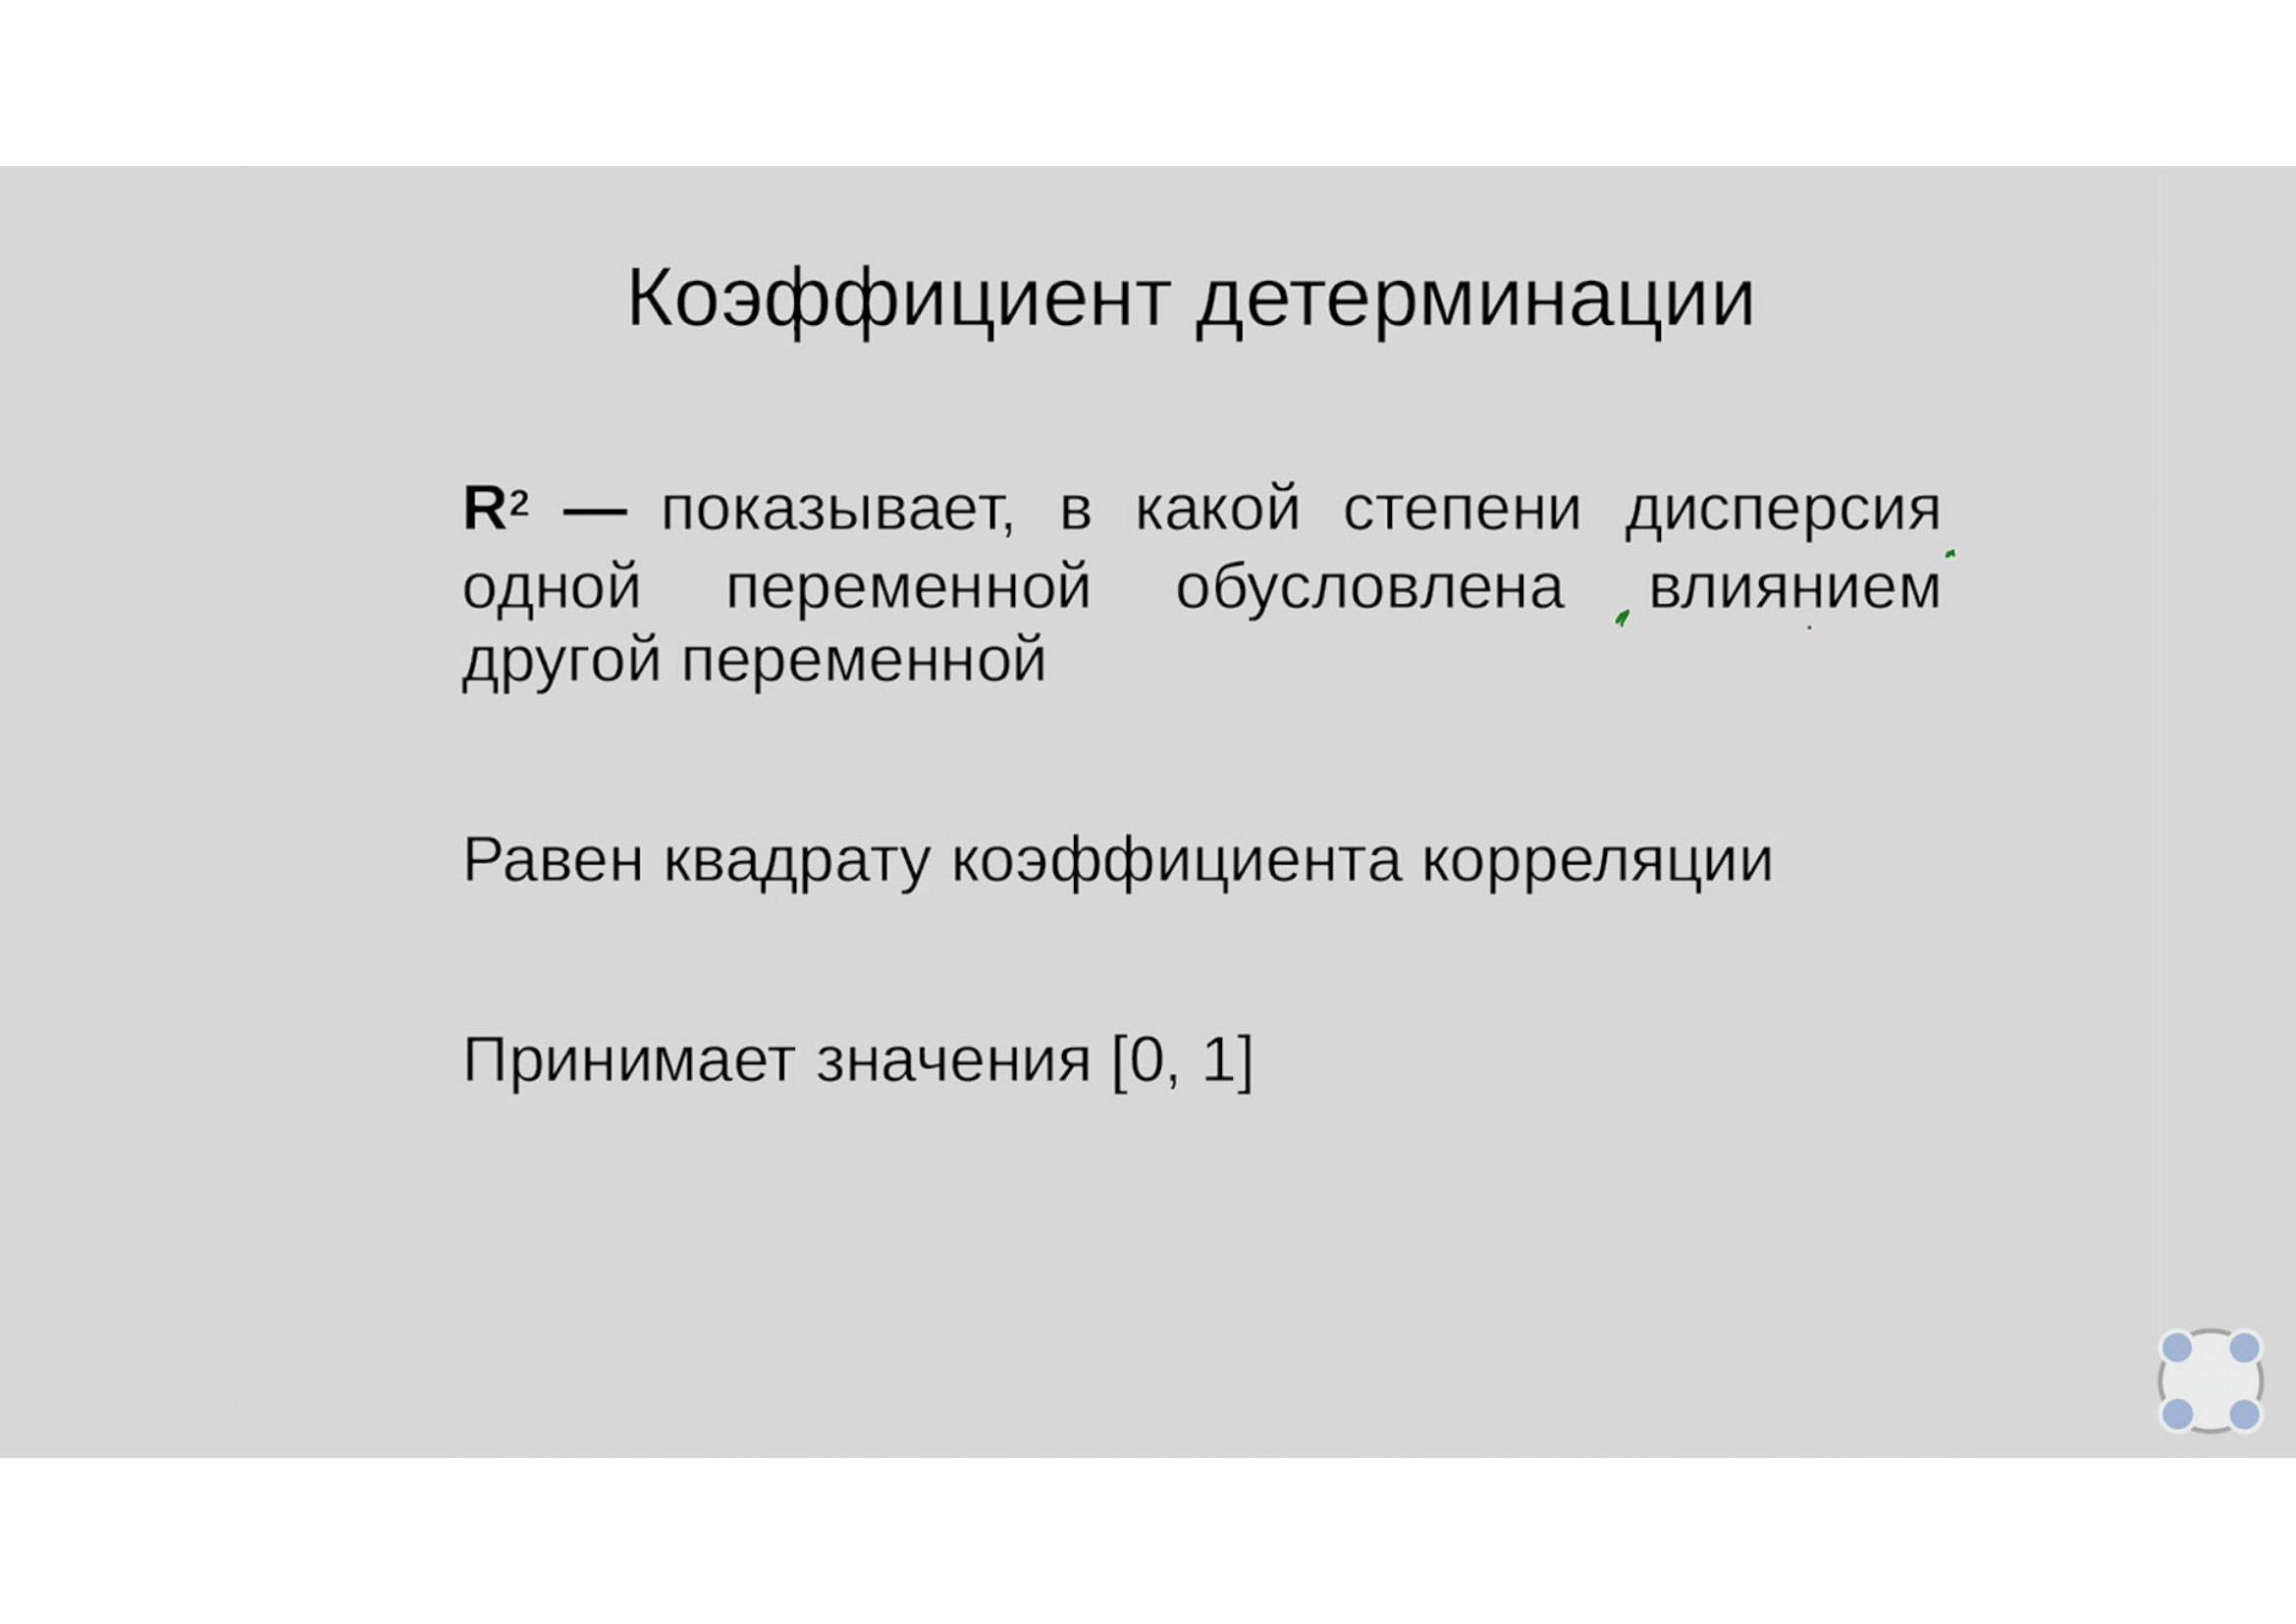 Коэффициент детерминации
R² — показывает, в какой степени дисперсия
одной переменной обусловлена влиянием
другой переменной
Равен квадрату коэффициента корреляции
Принимает значения [0, 1]